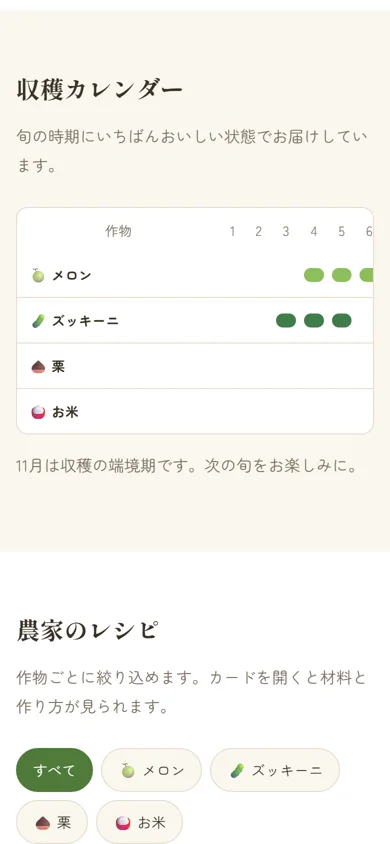 収穫カレンダー
旬の時期にいちばんおいしい状態でお届けしてい
ます。
作物 1 2 3 4 5 6
メロン
ズッキーニ
栗
お米
11月は収穫の端境期です。次の旬をお楽しみに。
農家のレシピ
作物ごとに絞り込めます。カードを開くと材料と
作り方が見られます。
すべて メロン ズッキーニ
栗 お米